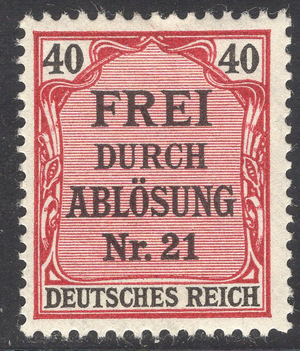 40 40
FREI
DURCH
ABLÖSUNG
Nr. 21
DEUTSCHES REICH